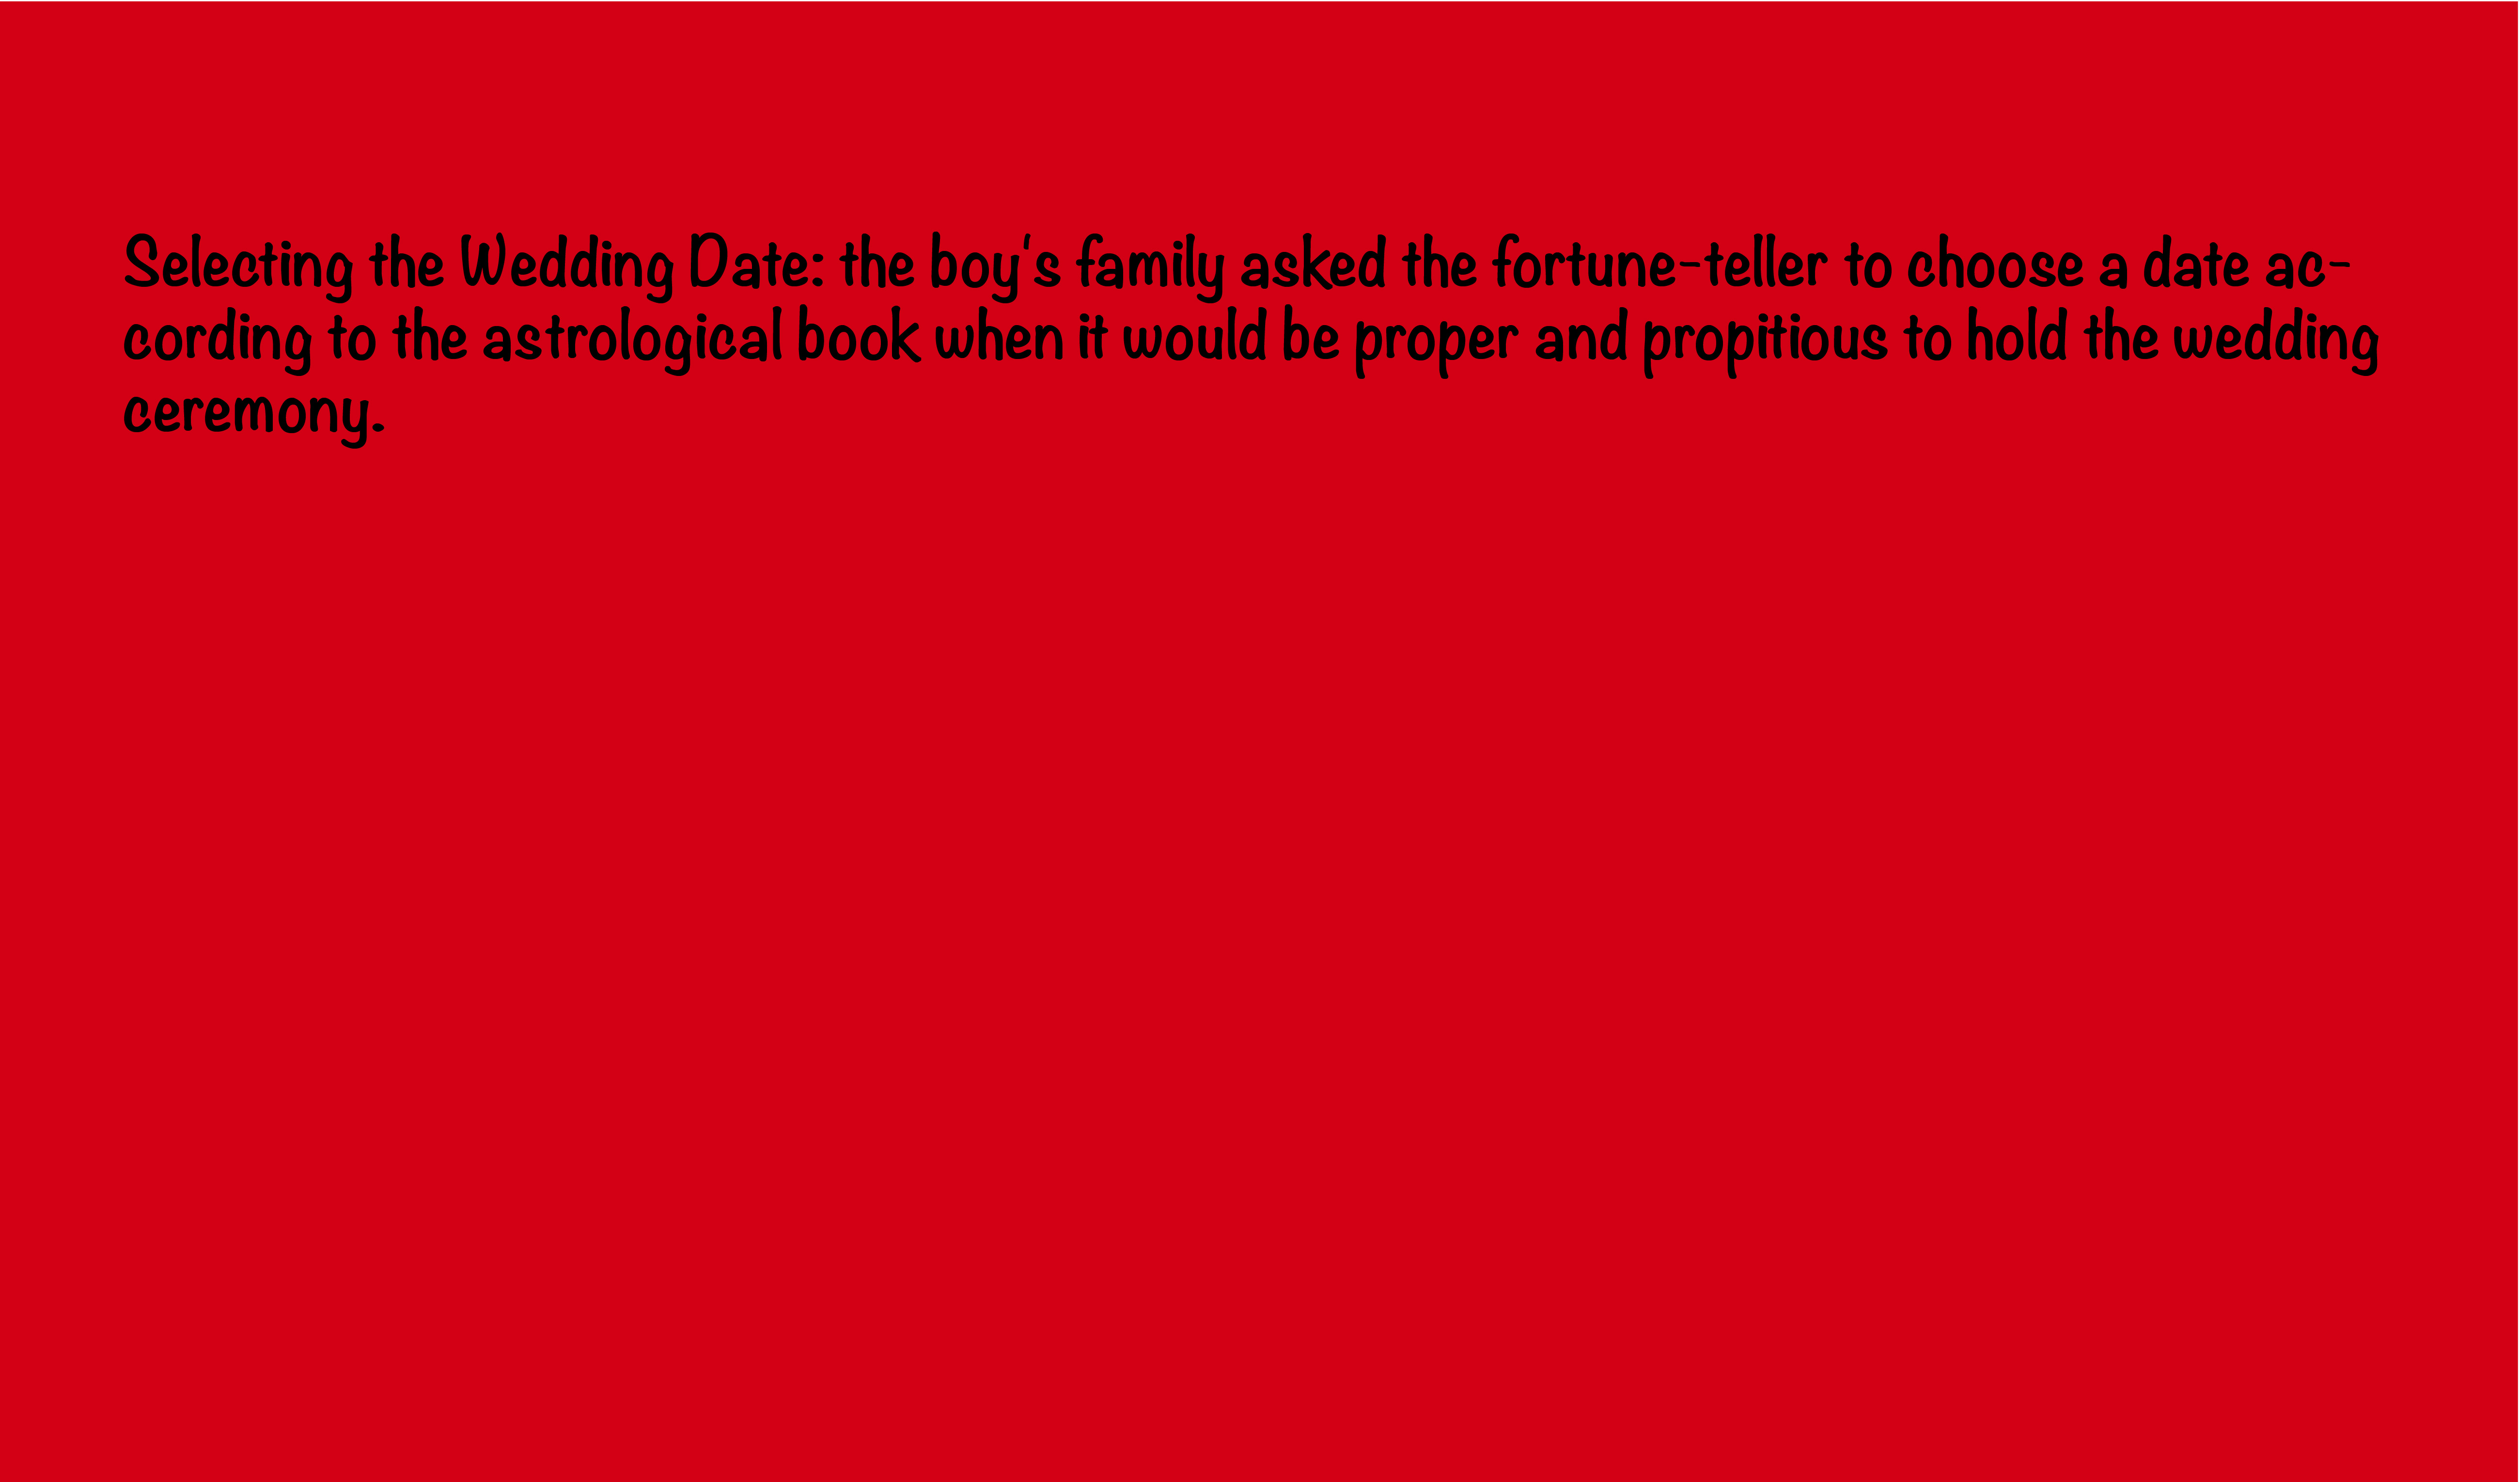 Selecting the Wedding Date: the boy's family asked the fortune-teller to choose a date ac-
cording to the astrological book when it would be proper and propitious to hold the wedding
ceremony.